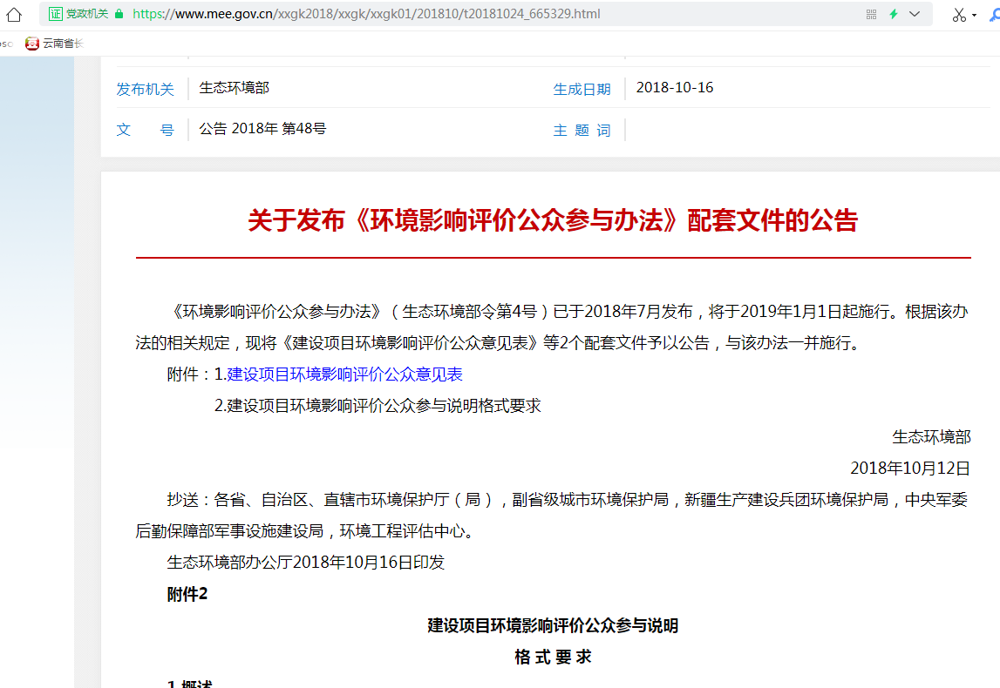 证 党政机关 https://www.mee.gov.cn/xxgk2018/xxgk/xxgk01/201810/t20181024_665329.html
云南省长
发布机关 生态环境部 生成日期 2018-10-16
文 号 公告 2018年 第48号 主 题 词
关于发布《环境影响评价公众参与办法》配套文件的公告
《环境影响评价公众参与办法》（生态环境部令第4号）已于2018年7月发布，将于2019年1月1日起施行。根据该办
法的相关规定，现将《建设项目环境影响评价公众意见表》等2个配套文件予以公告，与该办法一并施行。
附件：1.建设项目环境影响评价公众意见表
2.建设项目环境影响评价公众参与说明格式要求
生态环境部
2018年10月12日
抄送：各省、自治区、直辖市环境保护厅（局），副省级城市环境保护局，新疆生产建设兵团环境保护局，中央军委
后勤保障部军事设施建设局，环境工程评估中心。
生态环境部办公厅2018年10月16日印发
附件2
建设项目环境影响评价公众参与说明
格 式 要 求
1.概述